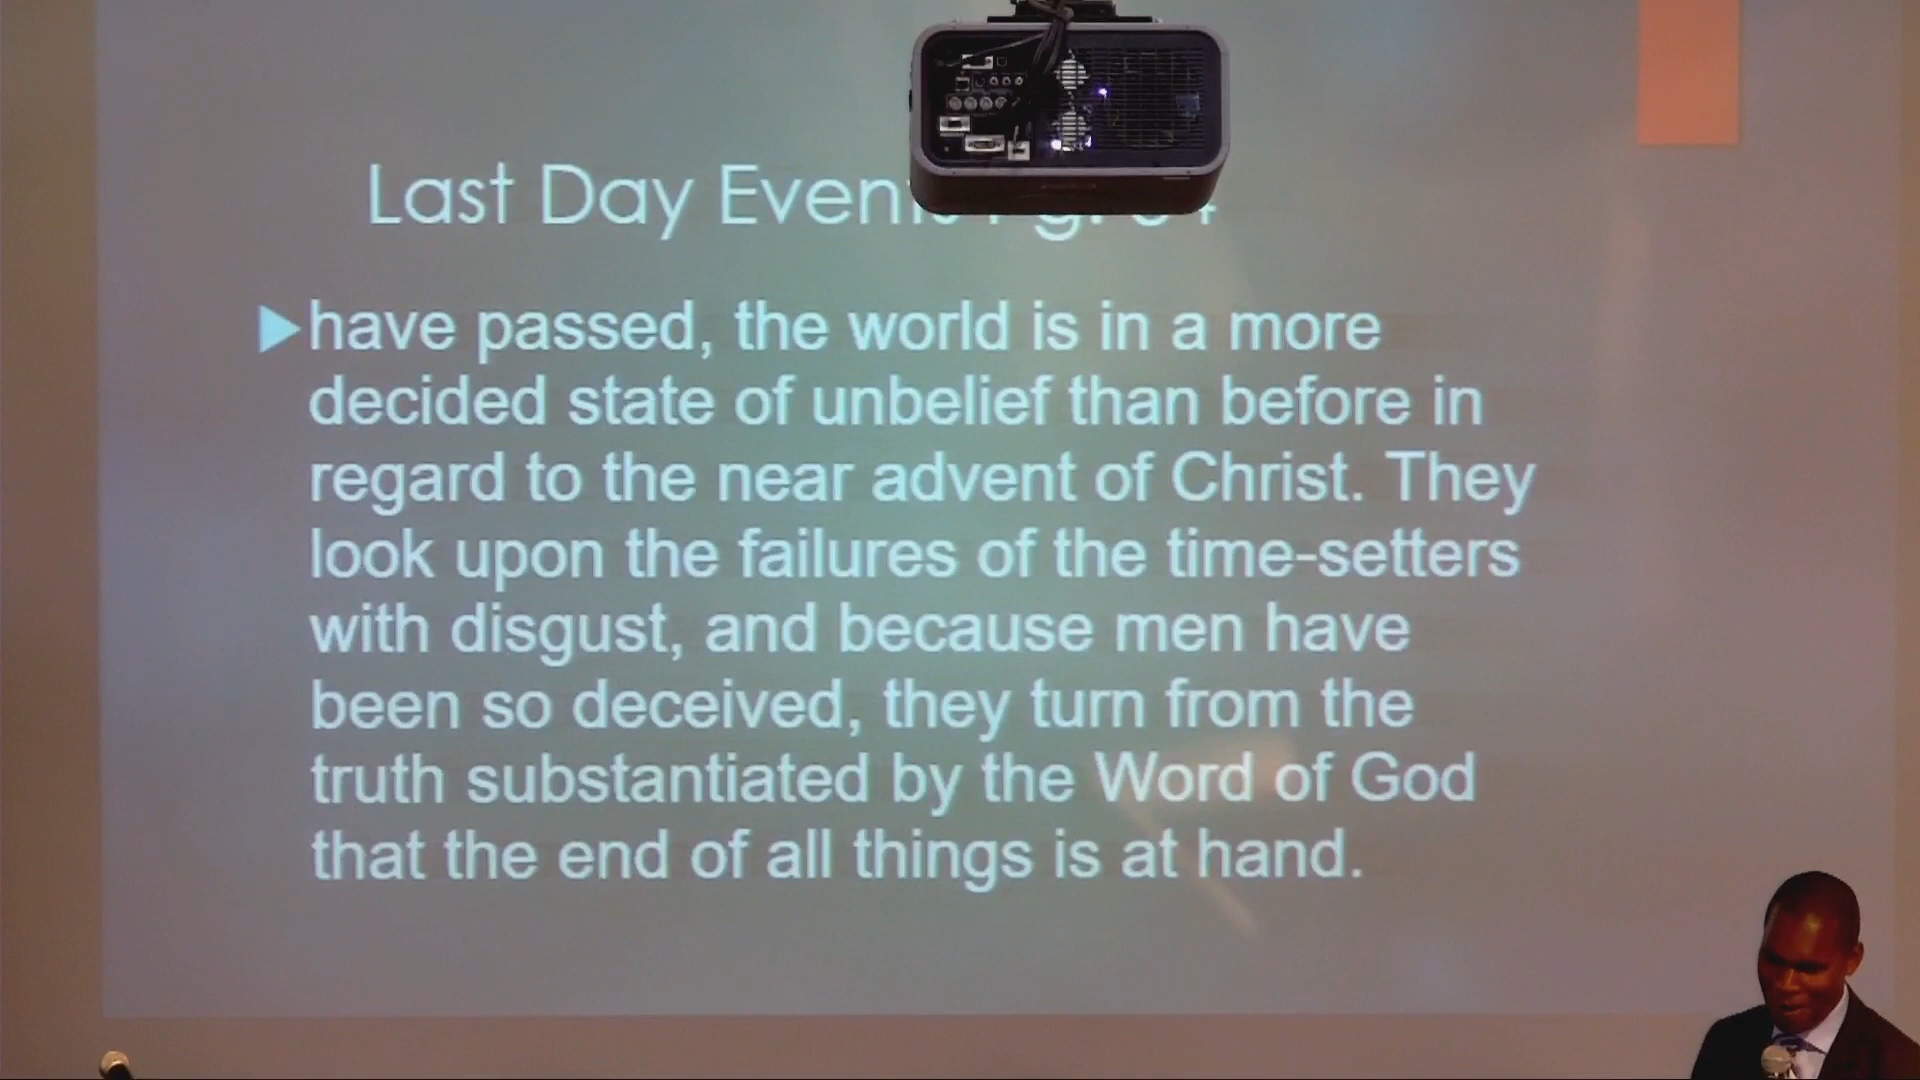 Last Day Events
have passed, the world is in a more
decided state of unbelief than before in
regard to the near advent of Christ. They
look upon the failures of the time-setters
with disgust, and because men have
been so deceived, they turn from the
truth substantiated by the Word of God
that the end of all things is at hand.